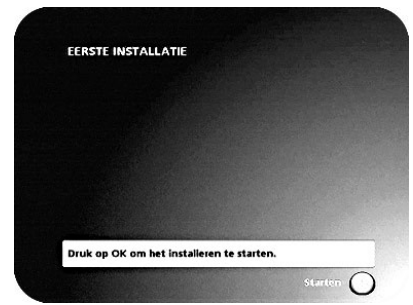 EERSTE INSTALLATIE
Druk op OK om het installeren te starten.
Starten